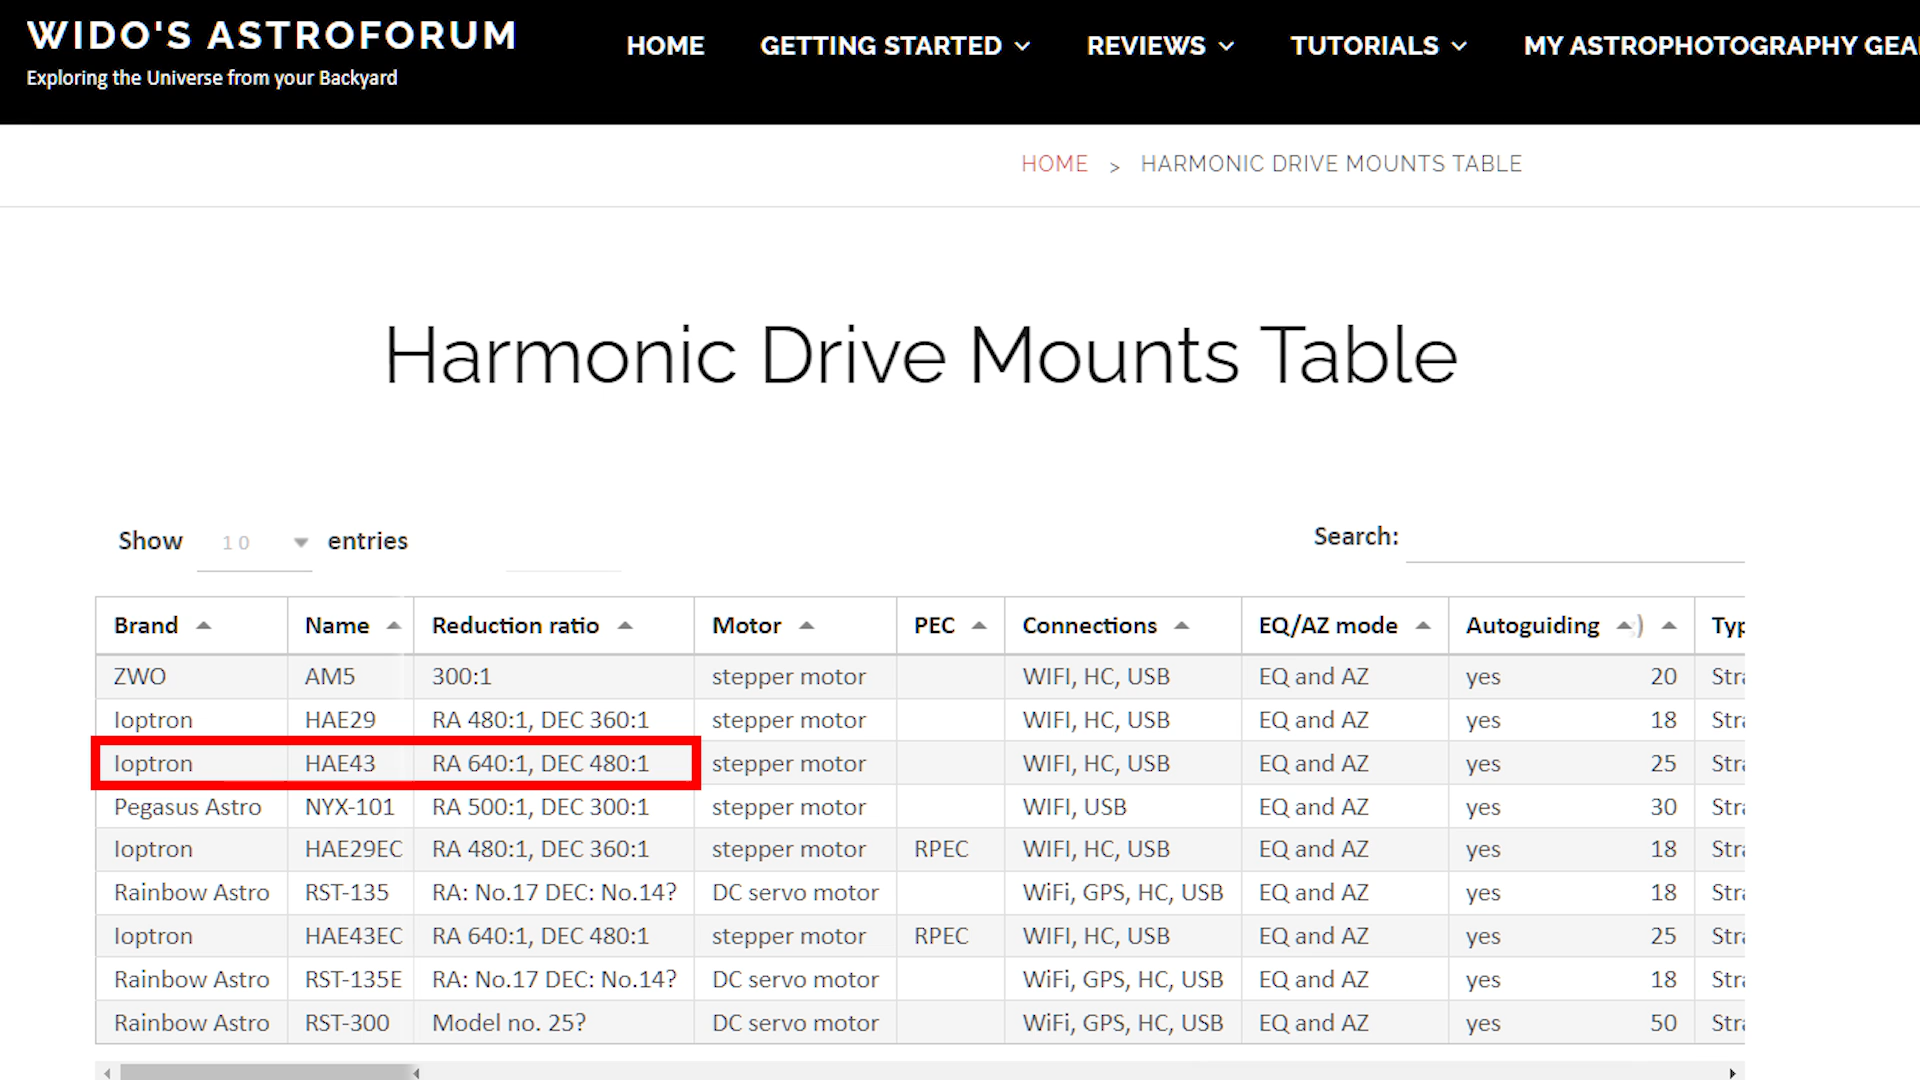 WIDO'S ASTROFORUM
Exploring the Universe from your Backyard
HOME GETTING STARTED REVIEWS TUTORIALS MY ASTROPHOTOGRAPHY GEA
HOME > HARMONIC DRIVE MOUNTS TABLE
Harmonic Drive Mounts Table
Show 10 entries
Search:
Brand Name Reduction ratio Motor PEC Connections EQ/AZ mode Autoguiding ) Typ
ZWO AM5 300:1 stepper motor WIFI, HC, USB EQ and AZ yes 20 Stra
Ioptron HAE29 RA 480:1, DEC 360:1 stepper motor WIFI, HC, USB EQ and AZ yes 18 Stra
Ioptron HAE43 RA 640:1, DEC 480:1 stepper motor WIFI, HC, USB EQ and AZ yes 25 Stra
Pegasus Astro NYX-101 RA 500:1, DEC 300:1 stepper motor WIFI, USB EQ and AZ yes 30 Stra
Ioptron HAE29EC RA 480:1, DEC 360:1 stepper motor RPEC WIFI, HC, USB EQ and AZ yes 18 Stra
Rainbow Astro RST-135 RA: No.17 DEC: No.14? DC servo motor WiFi, GPS, HC, USB EQ and AZ yes 18 Stra
Ioptron HAE43EC RA 640:1, DEC 480:1 stepper motor RPEC WIFI, HC, USB EQ and AZ yes 25 Stra
Rainbow Astro RST-135E RA: No.17 DEC: No.14? DC servo motor WiFi, GPS, HC, USB EQ and AZ yes 18 Stra
Rainbow Astro RST-300 Model no. 25? DC servo motor WiFi, GPS, HC, USB EQ and AZ yes 50 Stra